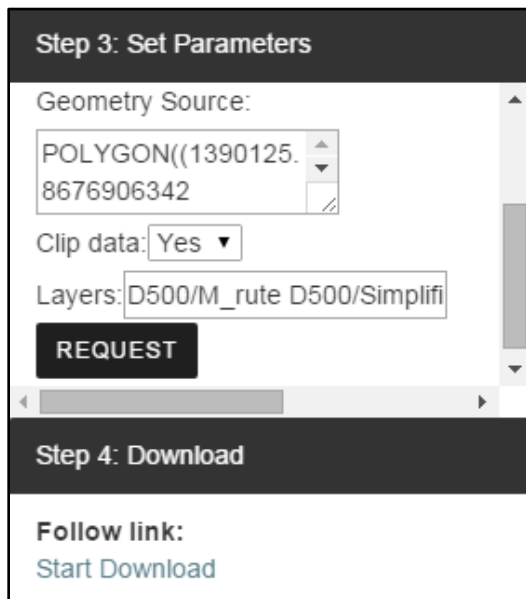 Step 3: Set Parameters
Geometry Source:
POLYGON((1390125.
8676906342
Clip data: Yes
Layers: D500/M_rute D500/Simplifi
REQUEST
Step 4: Download
Follow link:
Start Download